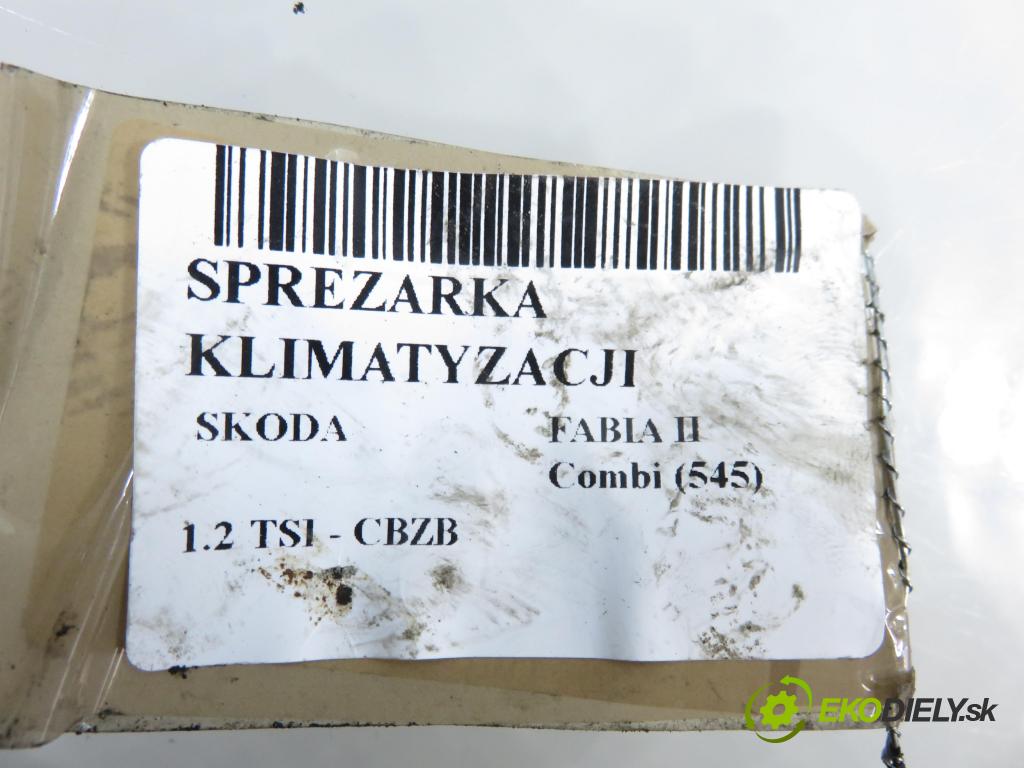 SPREZARKA
KLIMATYZACJI
SKODA FABIA II
Combi (545)
1.2 TSI - CBZB
EKODIELY.sk